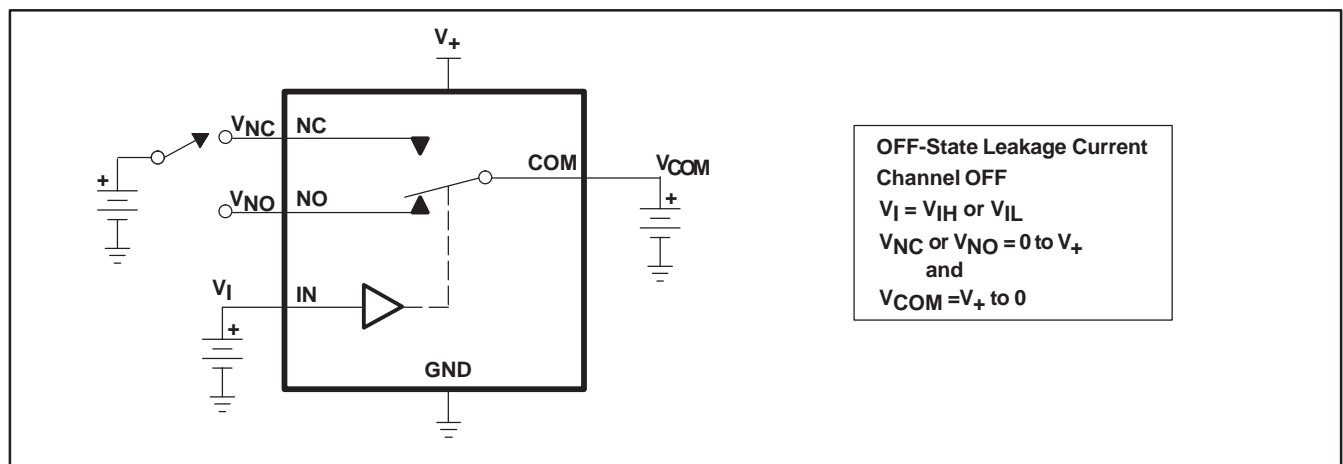 V+
VNC NC
COM VCOM
VNO NO
VI IN
GND
+
+
+
OFF-State Leakage Current
Channel OFF
VI = VIH or VIL
VNC or VNO = 0 to V+
and
VCOM =V+ to 0